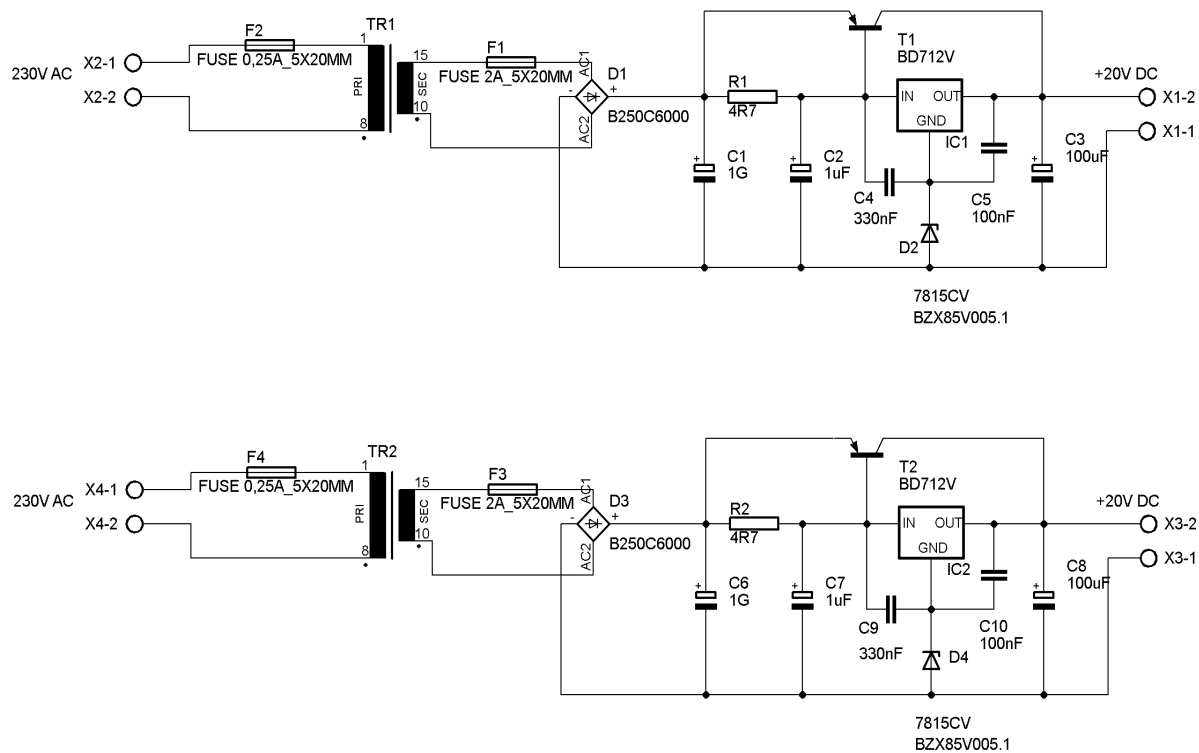 F2
TR1
FUSE 0,25A_5X20MM
230V AC
X2-1
X2-2
1
8
PRI
SEC
15
10
F1
FUSE 2A_5X20MM
AC1
AC2
D1
-
+
B250C6000
R1
4R7
T1
BD712V
IN
OUT
GND
IC1
+20V DC
X1-2
X1-1
+
C1
1G
+
C2
1uF
C4
330nF
C5
100nF
+
C3
100uF
D2
7815CV
BZX85V005.1
F4
TR2
FUSE 0,25A_5X20MM
230V AC
X4-1
X4-2
1
8
PRI
SEC
15
10
F3
FUSE 2A_5X20MM
AC1
AC2
D3
-
+
B250C6000
R2
4R7
T2
BD712V
IN
OUT
GND
IC2
+20V DC
X3-2
X3-1
+
C6
1G
+
C7
1uF
C9
330nF
C10
100nF
+
C8
100uF
D4
7815CV
BZX85V005.1